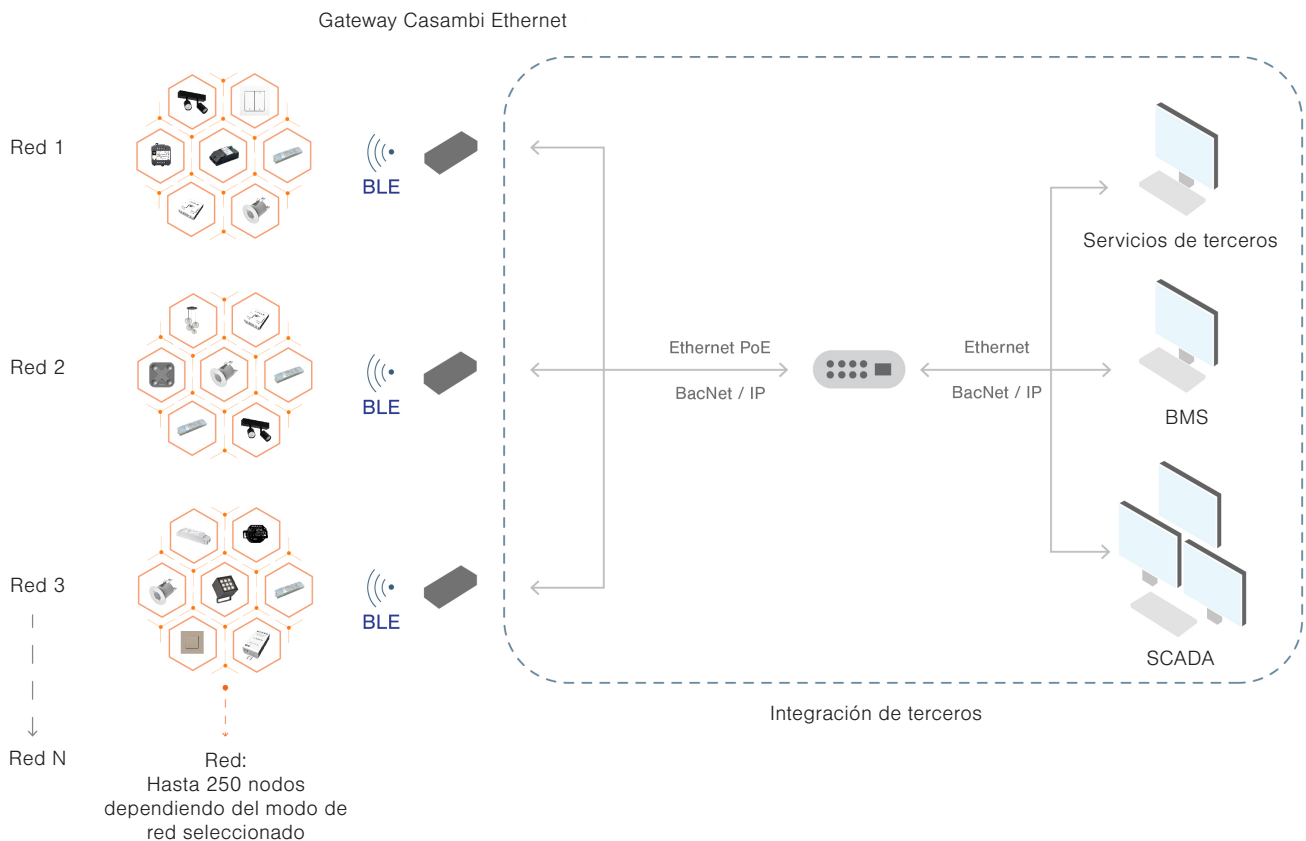 Gateway Casambi Ethernet
Red 1
BLE
Servicios de terceros
Red 2
BLE
Ethernet PoE
BacNet / IP
Ethernet
BacNet / IP
BMS
Red 3
BLE
SCADA
Integración de terceros
Red N
Red:
Hasta 250 nodos
dependiendo del modo de
red seleccionado